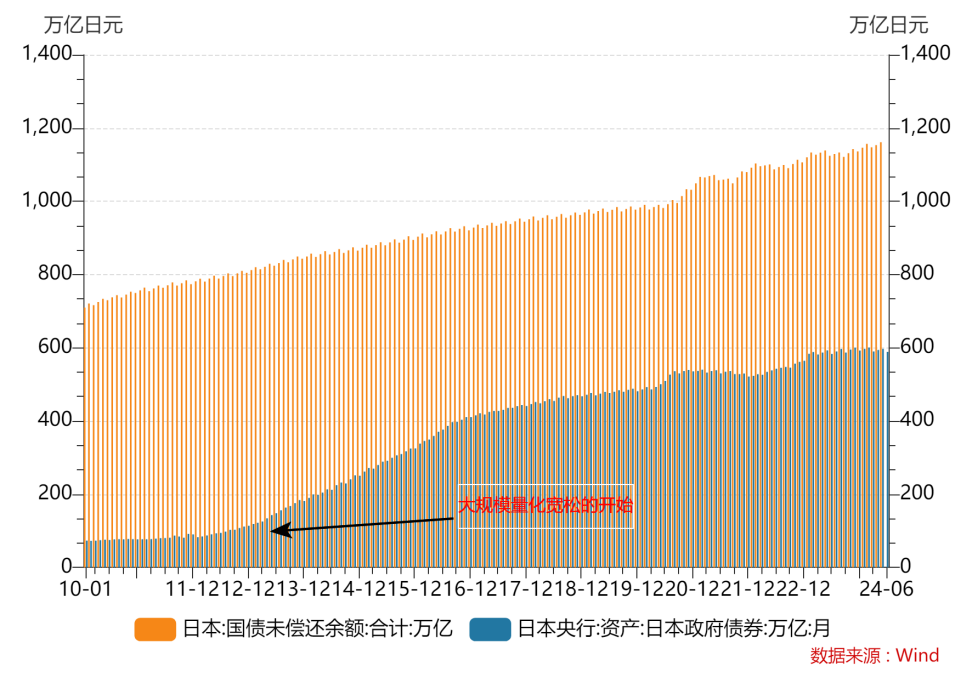 万亿日元 万亿日元
1,400 1,400
1,200 1,200
1,000 1,000
800 800
600 600
400 400
200 200
大规模量化宽松的开始
0 0
10-01 11-12 12-12 13-12 14-12 15-12 16-12 17-12 18-12 19-12 20-12 21-12 22-12 24-06
日本:国债未偿还余额:合计:万亿 日本央行:资产:日本政府债券:万亿:月
数据来源：Wind